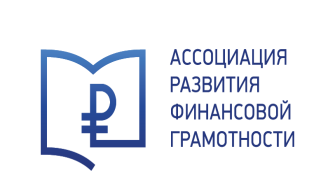 ₽
АССОЦИАЦИЯ
РАЗВИТИЯ
ФИНАНСОВОЙ
ГРАМОТНОСТИ